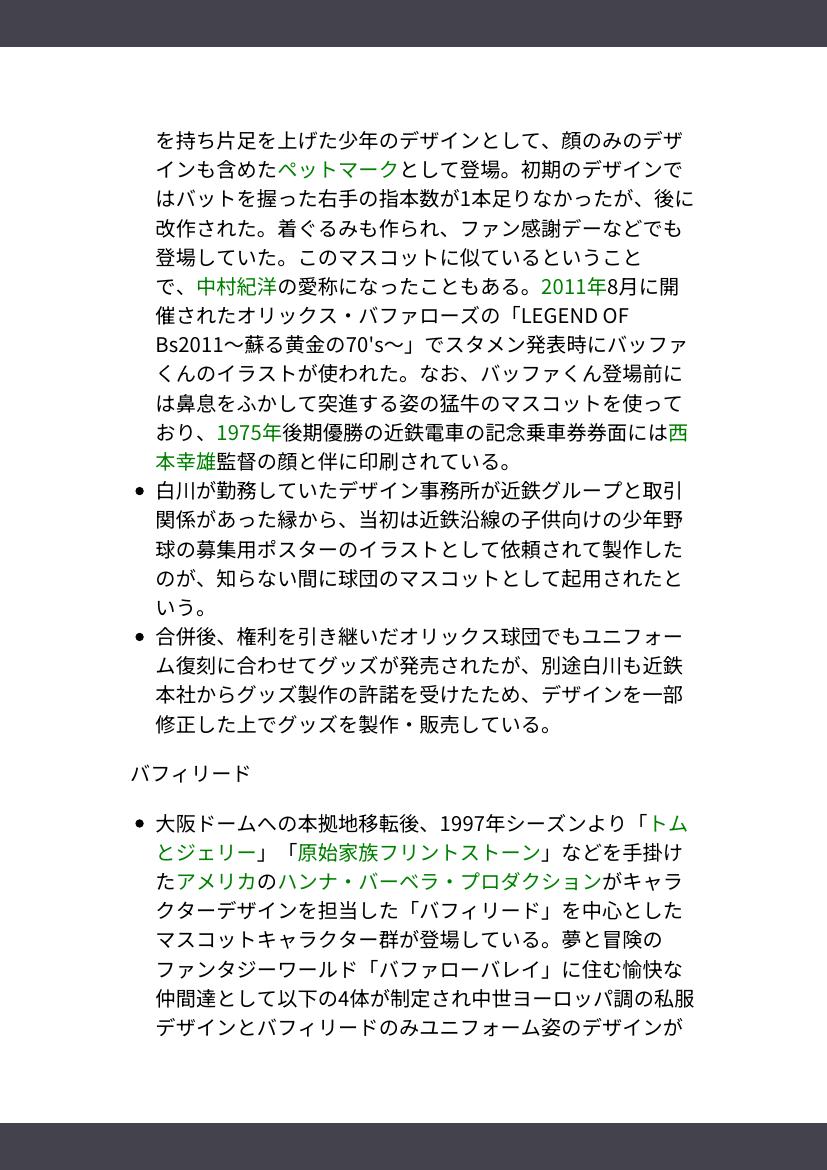 を持ち片足を上げた少年のデザインとして、顔のみのデザ
インも含めたペットマークとして登場。初期のデザインで
はバットを握った右手の指本数が1本足りなかったが、後に
改作された。着ぐるみも作られ、ファン感謝デーなどでも
登場していた。このマスコットに似ているということ
で、中村紀洋の愛称になったこともある。2011年8月に開
催されたオリックス・バファローズの「LEGEND OF
Bs2011〜蘇る黄金の70's〜」でスタメン発表時にバッファ
くんのイラストが使われた。なお、バッファくん登場前に
は鼻息をふかして突進する姿の猛牛のマスコットを使って
おり、1975年後期優勝の近鉄電車の記念乗車券券面には西
本幸雄監督の顔と伴に印刷されている。
● 白川が勤務していたデザイン事務所が近鉄グループと取引
関係があった縁から、当初は近鉄沿線の子供向けの少年野
球の募集用ポスターのイラストとして依頼されて製作した
のが、知らない間に球団のマスコットとして起用されたと
いう。
● 合併後、権利を引き継いだオリックス球団でもユニフォー
ム復刻に合わせてグッズが発売されたが、別途白川も近鉄
本社からグッズ製作の許諾を受けたため、デザインを一部
修正した上でグッズを製作・販売している。
バフィリード
● 大阪ドームへの本拠地移転後、1997年シーズンより「トム
とジェリー」「原始家族フリントストーン」などを手掛け
たアメリカのハンナ・バーベラ・プロダクションがキャラ
クターデザインを担当した「バフィリード」を中心とした
マスコットキャラクター群が登場している。夢と冒険の
ファンタジーワールド「バファローバレイ」に住む愉快な
仲間達として以下の4体が制定され中世ヨーロッパ調の私服
デザインとバフィリードのみユニフォーム姿のデザインが